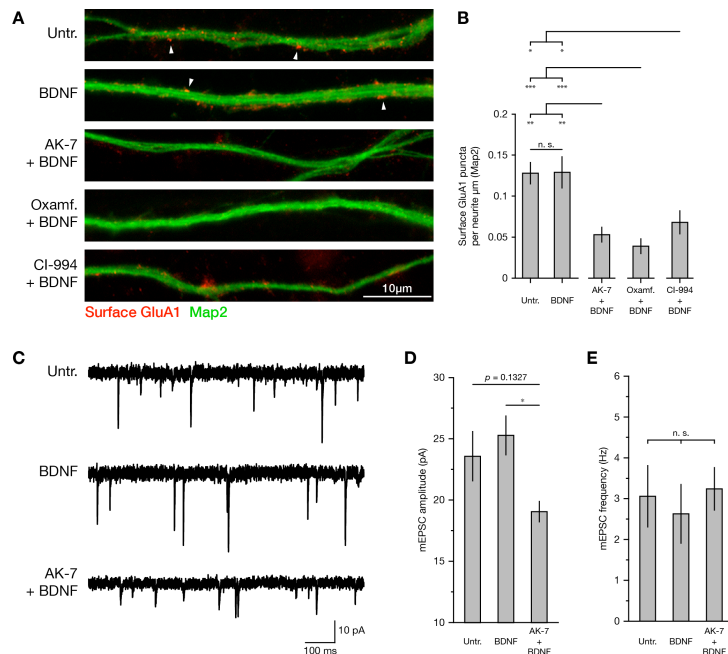 A
Untr.
BDNF
AK-7
+ BDNF
Oxamf.
+ BDNF
CI-994
+ BDNF
10µm
Surface GluA1 Map2
B
* *
*** ***
** **
n. s.
Surface GluA1 puncta
per neurite µm (Map2)
0.2
0.15
0.1
0.05
0
Untr.
BDNF
AK-7
+
BDNF
Oxamf.
+
BDNF
CI-994
+
BDNF
C
Untr.
BDNF
AK-7
+ BDNF
10 pA
100 ms
D
p = 0.1327
*
mEPSC amplitude (pA)
30
25
20
15
10
Untr.
BDNF
AK-7
+
BDNF
E
n. s.
mEPSC frequency (Hz)
6
5
4
3
2
1
0
Untr.
BDNF
AK-7
+
BDNF